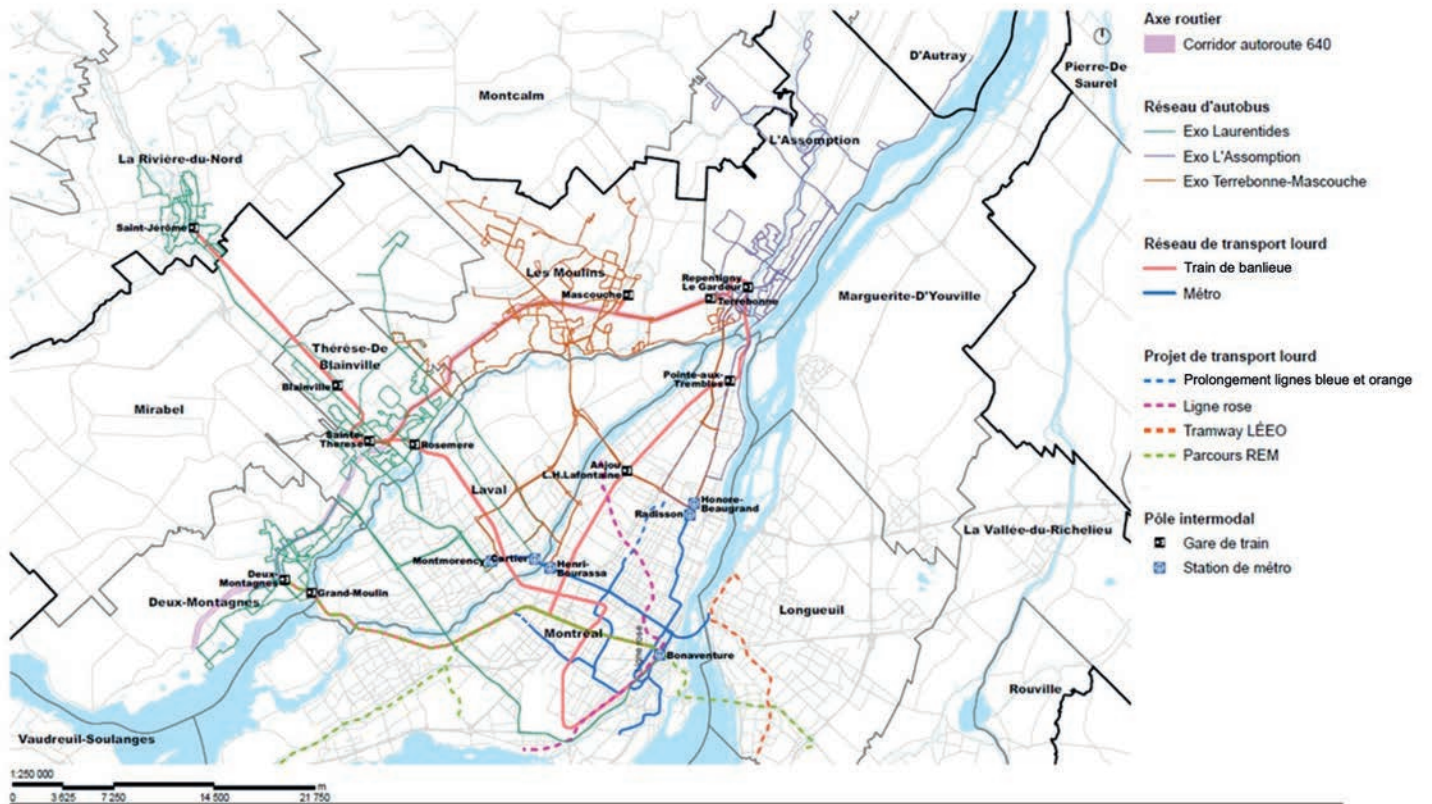 D'Autray
Pierre-De
Saurel
Montcalm
L'Assomption
La Rivière-du-Nord
Saint-Jérôme
Les Moulins
Mascouche
Repentigny
Le Gardeur
Terrebonne
Marguerite-D'Youville
Thérèse-De
Blainville
Blainville
Pointe-aux-
Trembles
Mirabel
Sainte-
Thérèse
Rosemere
Anjou
L.H.Lafontaine
Laval
Honore-
Beaugrand
Radisson
La Vallée-du-Richelieu
Montmorency
Cartier
Henri-
Bourassa
Deux-
Montagnes
Grand-Moulin
Deux-Montagnes
Longueuil
Montréal
Ligne rose
Bonaventure
Rouville
Vaudreuil-Soulanges
1:250 000
m
0 3 625 7 250 14 500 21 750
Axe routier
Corridor autoroute 640
Réseau d'autobus
Exo Laurentides
Exo L'Assomption
Exo Terrebonne-Mascouche
Réseau de transport lourd
Train de banlieue
Métro
Projet de transport lourd
Prolongement lignes bleue et orange
Ligne rose
Tramway LÉEO
Parcours REM
Pôle intermodal
Gare de train
Station de métro